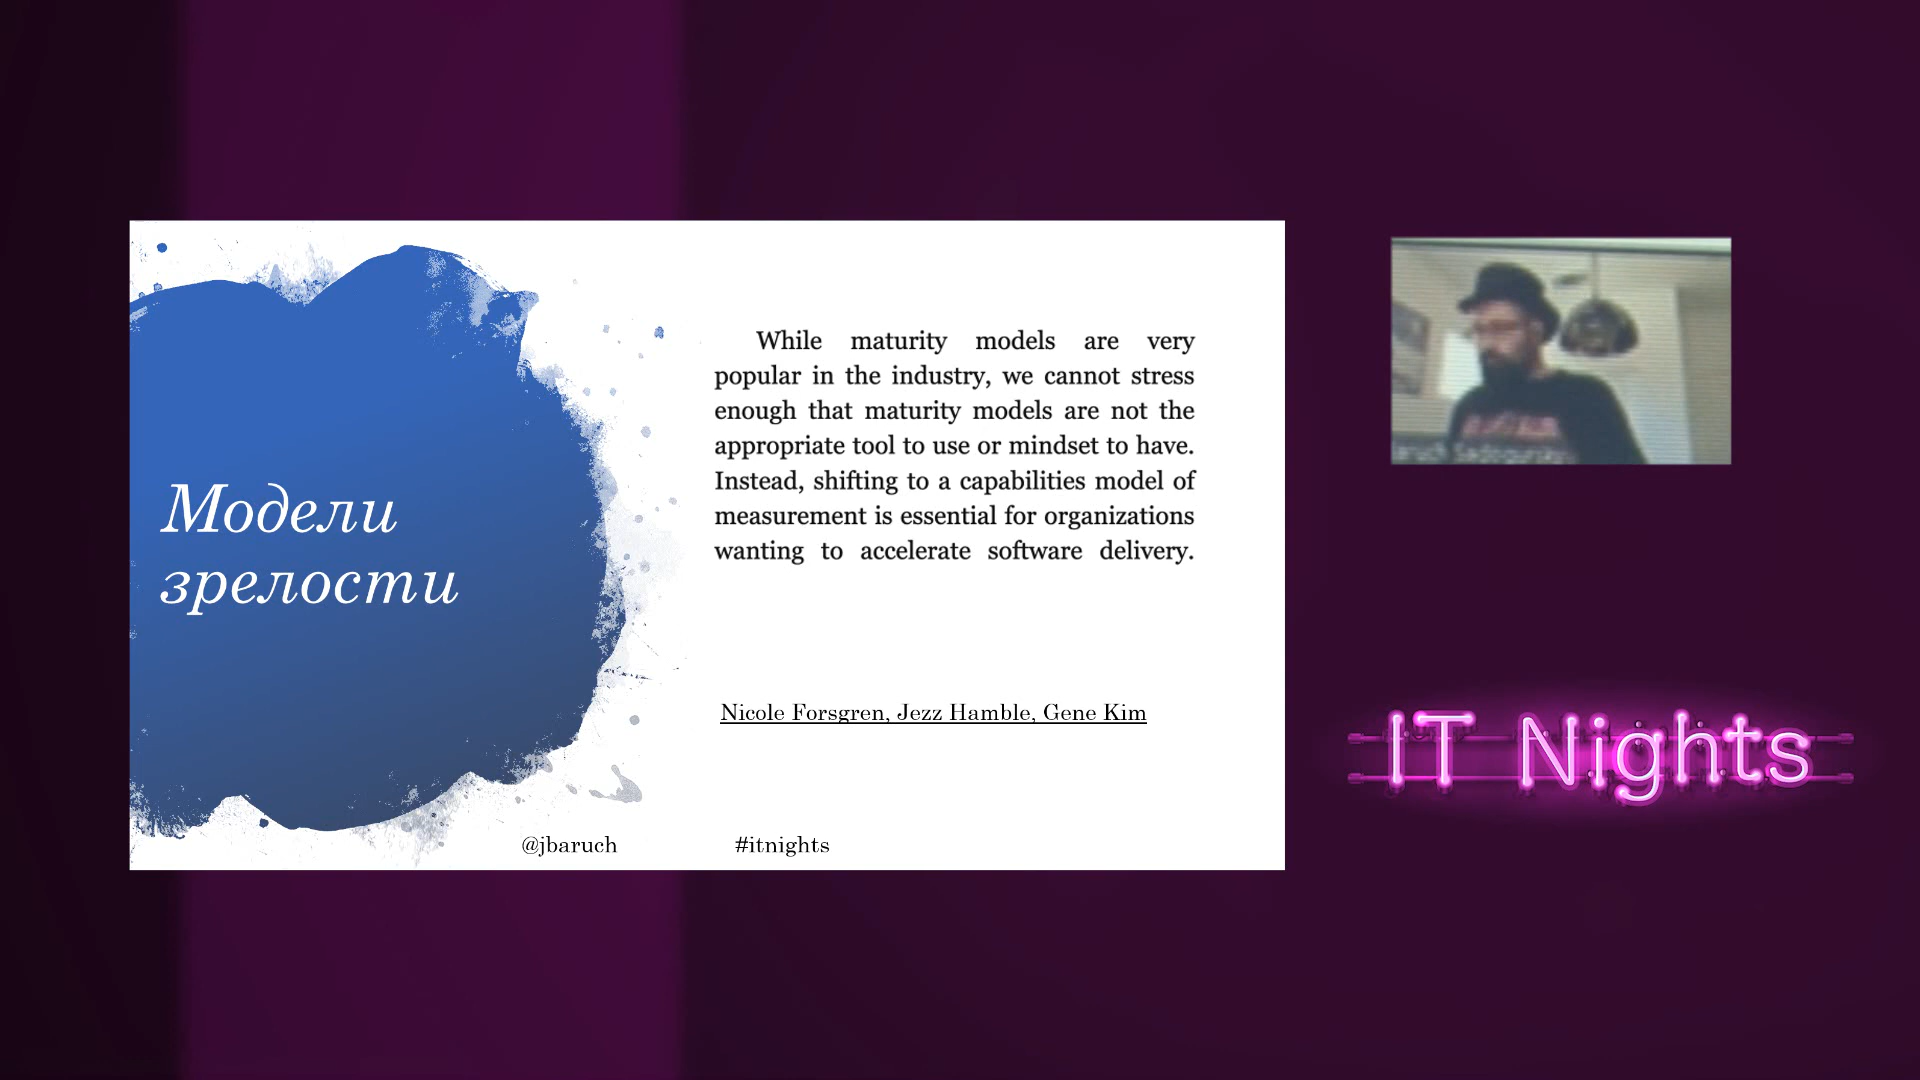 Модели
зрелости
While maturity models are very
popular in the industry, we cannot stress
enough that maturity models are not the
appropriate tool to use or mindset to have.
Instead, shifting to a capabilities model of
measurement is essential for organizations
wanting to accelerate software delivery.
Nicole Forsgren, Jezz Hamble, Gene Kim
@jbaruch
#itnights
IT Nights